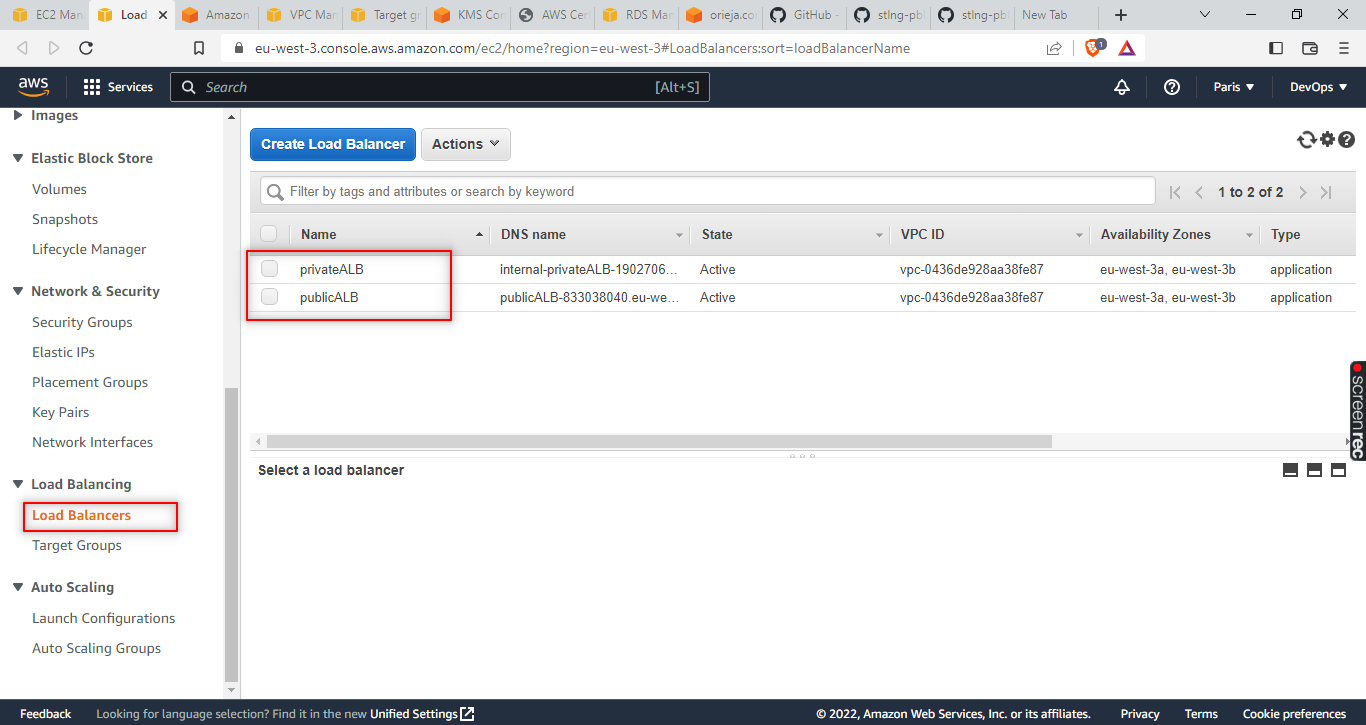 EC2 Man
Load
Amazon
VPC Man
Target gr
KMS Con
AWS Cer
RDS Man
orieja.co
GitHub -
stlng-pbl
stlng-pbl
New Tab
eu-west-3.console.aws.amazon.com/ec2/home?region=eu-west-3#LoadBalancers:sort=loadBalancerName
1
aws
Services
Search
[Alt+S]
Paris
DevOps
Images
Elastic Block Store
Volumes
Snapshots
Lifecycle Manager
Network & Security
Security Groups
Elastic IPs
Placement Groups
Key Pairs
Network Interfaces
Load Balancing
Load Balancers
Target Groups
Auto Scaling
Launch Configurations
Auto Scaling Groups
Create Load Balancer
Actions
Filter by tags and attributes or search by keyword
1 to 2 of 2
Name DNS name State VPC ID Availability Zones Type
privateALB internal-privateALB-1902706... Active vpc-0436de928aa38fe87 eu-west-3a, eu-west-3b application
publicALB publicALB-833038040.eu-we... Active vpc-0436de928aa38fe87 eu-west-3a, eu-west-3b application
Select a load balancer
screenrec
Feedback
Looking for language selection? Find it in the new Unified Settings
© 2022, Amazon Web Services, Inc. or its affiliates.
Privacy
Terms
Cookie preferences